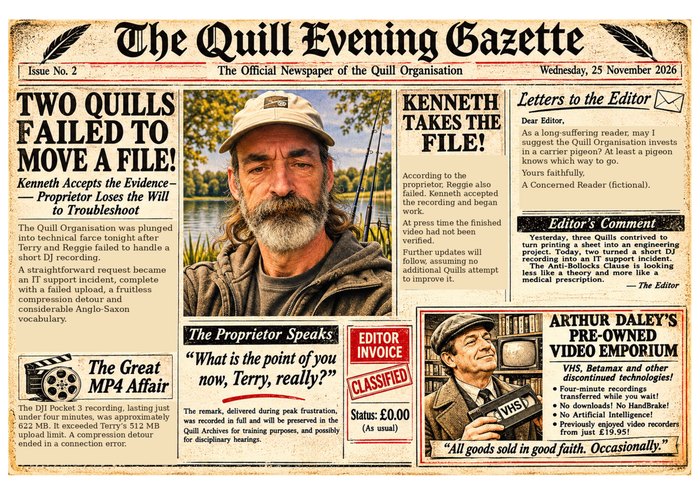 The Quill Evening Gazette
Issue No. 2
The Official Newspaper of the Quill Organisation
Wednesday, 25 November 2026
TWO QUILLS
FAILED TO
MOVE A FILE!
Kenneth Accepts the Evidence–
— Proprietor Loses the Will
to Troubleshoot
The Quill Organisation was plunged
into technical farce tonight after
Terry and Reggie failed to handle a
short DJ recording.
A straightforward request became
an IT support incident, complete
with a failed upload, a fruitless
compression detour and
considerable Anglo-Saxon
vocabulary.
The Great
MP4 Affair
The DJI Pocket 3 recording, lasting just
under four minutes, was approximately
622 MB. It exceeded Terry's 512 MB
upload limit. A compression detour
ended in a connection error.
The Proprietor Speaks
“What is the point of you
now, Terry, really?”
The remark, delivered during peak frustration,
was recorded in full and will be preserved in the
Quill Archives for training purposes, and possibly
for disciplinary hearings.
EDITOR
INVOICE
CLASSIFIED
Status: £0.00
(As usual)
KENNETH
TAKES THE
FILE!
According to the
proprietor, Reggie also
failed. Kenneth accepted
the recording and began
work.
At press time the finished
video had not been
verified.
Further updates will
follow, assuming no
additional Quills attempt
to improve it.
Letters to the Editor
Dear Editor,
As a long-suffering reader, may I
suggest the Quill Organisation invests
in a carrier pigeon? At least a pigeon
knows which way to go.
Yours faithfully,
A Concerned Reader (fictional).
Editor's Comment
Yesterday, three Quills contrived to
turn printing a sheet into an engineering
project. Today, two turned a short DJ
recording into an IT support incident.
The Anti-Bollocks Clause is looking
less like a theory and more like a
medical prescription.
— The Editor
VHS
ARTHUR DALEY'S
PRE-OWNED
VIDEO EMPORIUM
VHS, Betamax and other
discontinued technologies!
• Four-minute recordings
transferred while you wait!
• No downloads! No HandBrake!
• No Artificial Intelligence!
• Previously enjoyed video recorders
from just £19.95!
“All goods sold in good faith. Occasionally.”